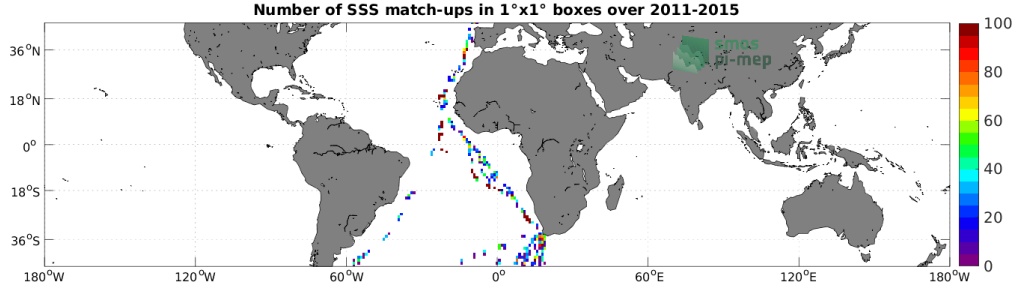 Number of SSS match-ups in 1°x1° boxes over 2011-2015
smos
pi-mep
36°N
18°N
0°
18°S
36°S
180°W
120°W
60°W
0°
60°E
120°E
180°W
100
80
60
40
20
0